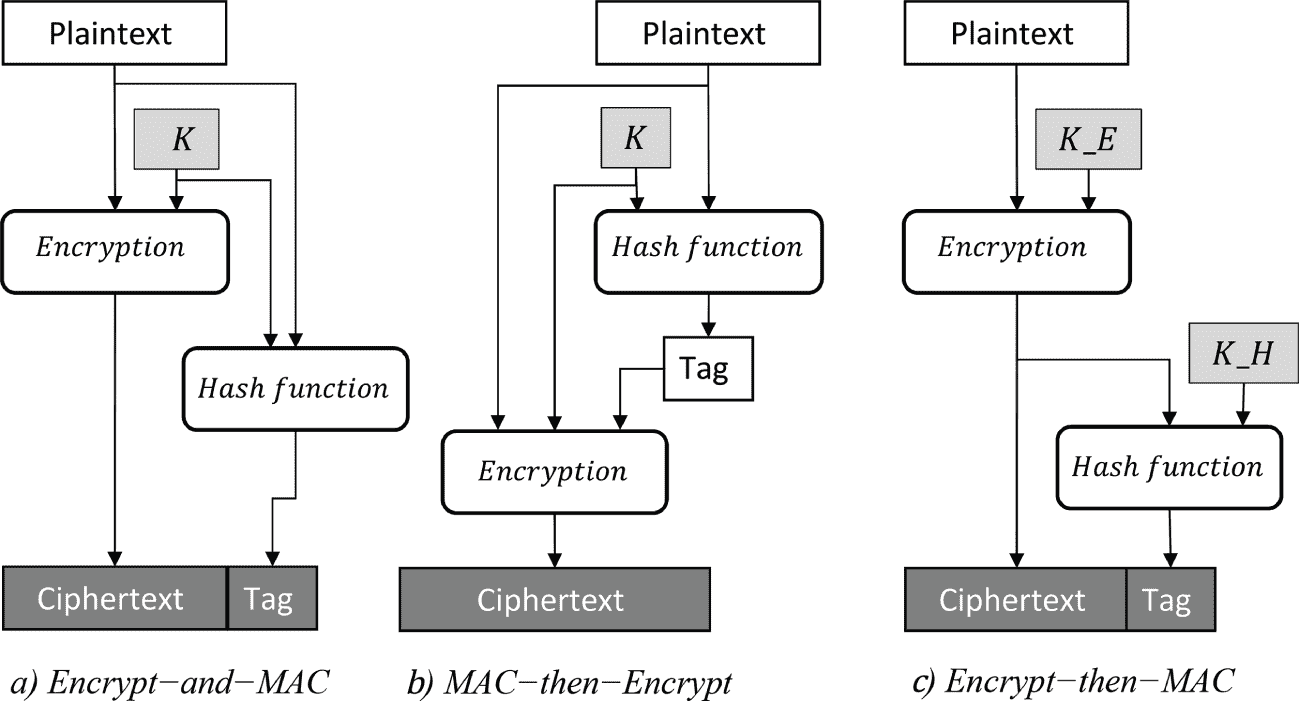 Plaintext
K
Encryption
Hash function
Ciphertext
Tag
a) Encrypt−and−MAC
Plaintext
K
Hash function
Tag
Encryption
Ciphertext
b) MAC−then−Encrypt
Plaintext
K_E
Encryption
K_H
Hash function
Ciphertext
Tag
c) Encrypt−then−MAC